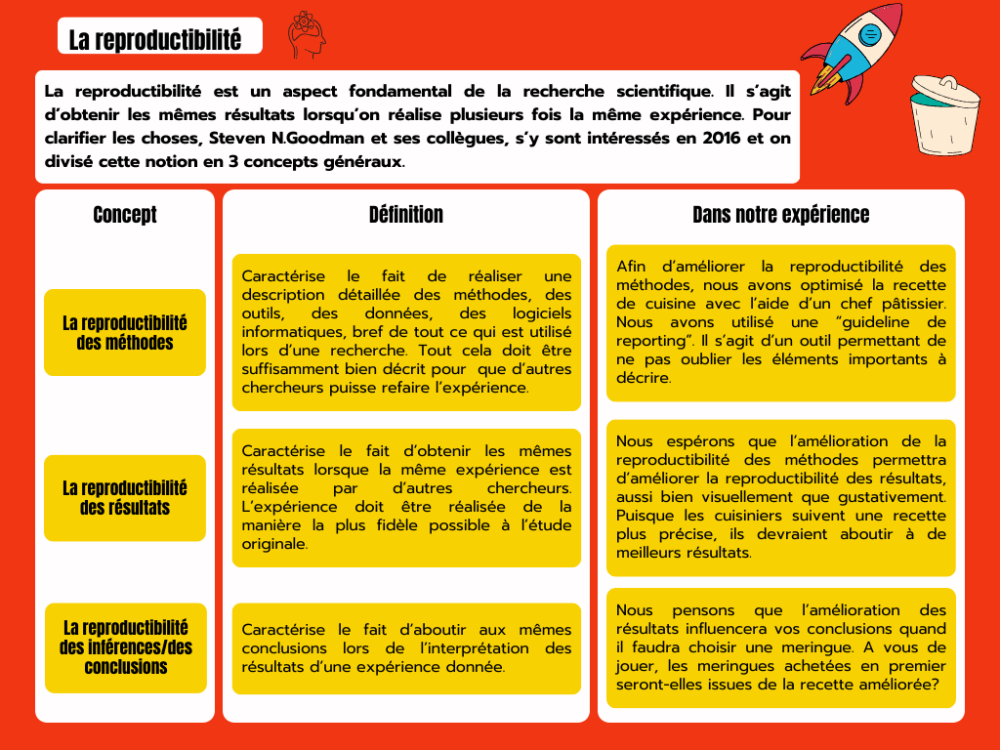 La reproductibilité
La reproductibilité est un aspect fondamental de la recherche scientifique. Il s’agit
d’obtenir les mêmes résultats lorsqu’on réalise plusieurs fois la même expérience. Pour
clarifier les choses, Steven N.Goodman et ses collègues, s’y sont intéressés en 2016 et on
divisé cette notion en 3 concepts généraux.
Concept
Définition
Dans notre expérience
La reproductibilité
des méthodes
Caractérise le fait de réaliser une
description détaillée des méthodes, des
outils, des données, des logiciels
informatiques, bref de tout ce qui est utilisé
lors d’une recherche. Tout cela doit être
suffisamment bien décrit pour que d’autres
chercheurs puisse refaire l’expérience.
Afin d’améliorer la reproductibilité des
méthodes, nous avons optimisé la recette
de cuisine avec l’aide d’un chef pâtissier.
Nous avons utilisé une “guideline de
reporting”. Il s’agit d’un outil permettant de
ne pas oublier les éléments importants à
décrire.
La reproductibilité
des résultats
Caractérise le fait d’obtenir les mêmes
résultats lorsque la même expérience est
réalisée par d’autres chercheurs.
L’expérience doit être réalisée de la
manière la plus fidèle possible à l’étude
originale.
Nous espérons que l’amélioration de la
reproductibilité des méthodes permettra
d’améliorer la reproductibilité des résultats,
aussi bien visuellement que gustativement.
Puisque les cuisiniers suivent une recette
plus précise, ils devraient aboutir à de
meilleurs résultats.
La reproductibilité
des inférences/des
conclusions
Caractérise le fait d’aboutir aux mêmes
conclusions lors de l’interprétation des
résultats d’une expérience donnée.
Nous pensons que l’amélioration des
résultats influencera vos conclusions quand
il faudra choisir une meringue. A vous de
jouer, les meringues achetées en premier
seront-elles issues de la recette améliorée?